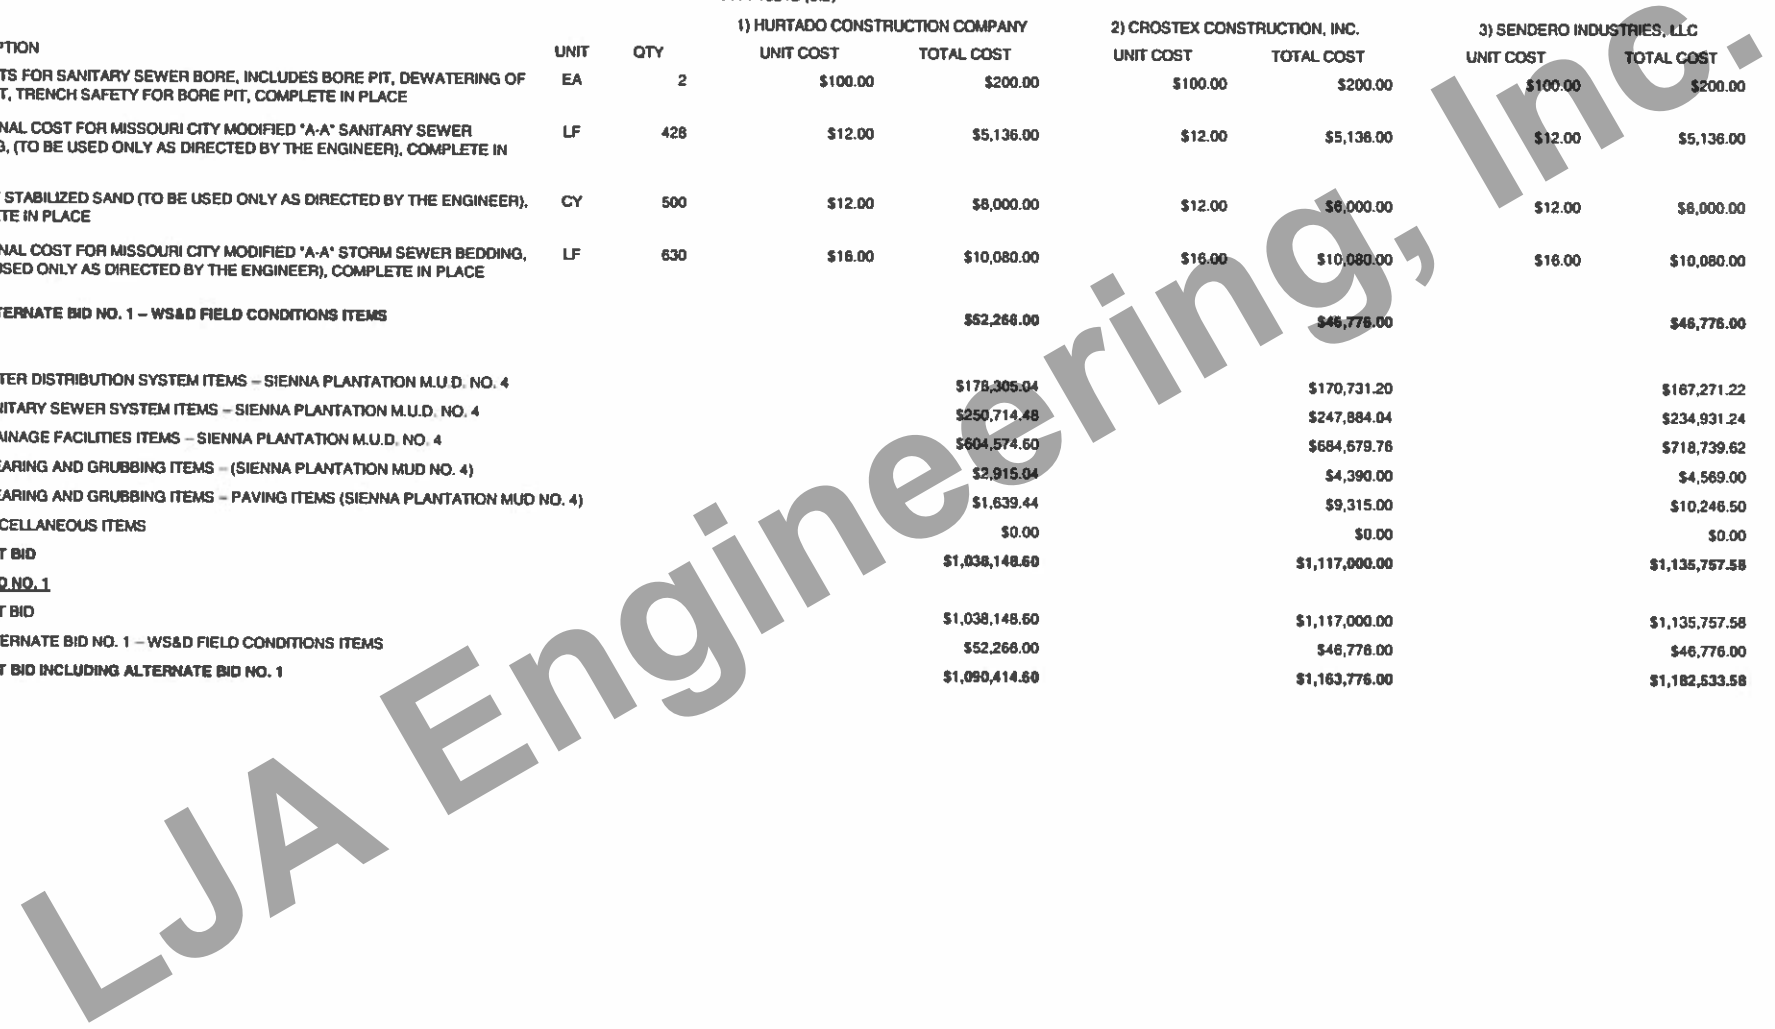 1) HURTADO CONSTRUCTION COMPANY 2) CROSTEX CONSTRUCTION, INC. 3) SENDERO INDUSTRIES, LLC
PTION UNIT QTY UNIT COST TOTAL COST UNIT COST TOTAL COST UNIT COST TOTAL COST
TS FOR SANITARY SEWER BORE, INCLUDES BORE PIT, DEWATERING OF EA 2 $100.00 $200.00 $100.00 $200.00 $100.00 $200.00
T, TRENCH SAFETY FOR BORE PIT, COMPLETE IN PLACE
NAL COST FOR MISSOURI CITY MODIFIED "A-A" SANITARY SEWER LF 428 $12.00 $5,136.00 $12.00 $5,136.00 $12.00 $5,136.00
G, (TO BE USED ONLY AS DIRECTED BY THE ENGINEER), COMPLETE IN
STABILIZED SAND (TO BE USED ONLY AS DIRECTED BY THE ENGINEER), CY 500 $12.00 $6,000.00 $12.00 $6,000.00 $12.00 $6,000.00
TE IN PLACE
NAL COST FOR MISSOURI CITY MODIFIED "A-A" STORM SEWER BEDDING, LF 630 $16.00 $10,080.00 $16.00 $10,080.00 $16.00 $10,080.00
USED ONLY AS DIRECTED BY THE ENGINEER), COMPLETE IN PLACE
TERNATE BID NO. 1 – WS&D FIELD CONDITIONS ITEMS $52,266.00 $46,776.00 $46,776.00
TER DISTRIBUTION SYSTEM ITEMS – SIENNA PLANTATION M.U.D. NO. 4 $178,305.04 $170,731.20 $167,271.22
NITARY SEWER SYSTEM ITEMS – SIENNA PLANTATION M.U.D. NO. 4 $250,714.48 $247,884.04 $234,931.24
AINAGE FACILITIES ITEMS – SIENNA PLANTATION M.U.D. NO. 4 $604,574.60 $684,679.76 $718,739.62
EARING AND GRUBBING ITEMS – (SIENNA PLANTATION MUD NO. 4) $2,915.04 $4,390.00 $4,569.00
EARING AND GRUBBING ITEMS – PAVING ITEMS (SIENNA PLANTATION MUD NO. 4) $1,639.44 $9,315.00 $10,246.50
CELLANEOUS ITEMS $0.00 $0.00 $0.00
T BID $1,038,148.60 $1,117,000.00 $1,135,757.58
D NO. 1
T BID $1,038,148.60 $1,117,000.00 $1,135,757.58
TERNATE BID NO. 1 – WS&D FIELD CONDITIONS ITEMS $52,266.00 $46,776.00 $46,776.00
T BID INCLUDING ALTERNATE BID NO. 1 $1,090,414.60 $1,163,776.00 $1,182,533.58
LJA Engineering, Inc.